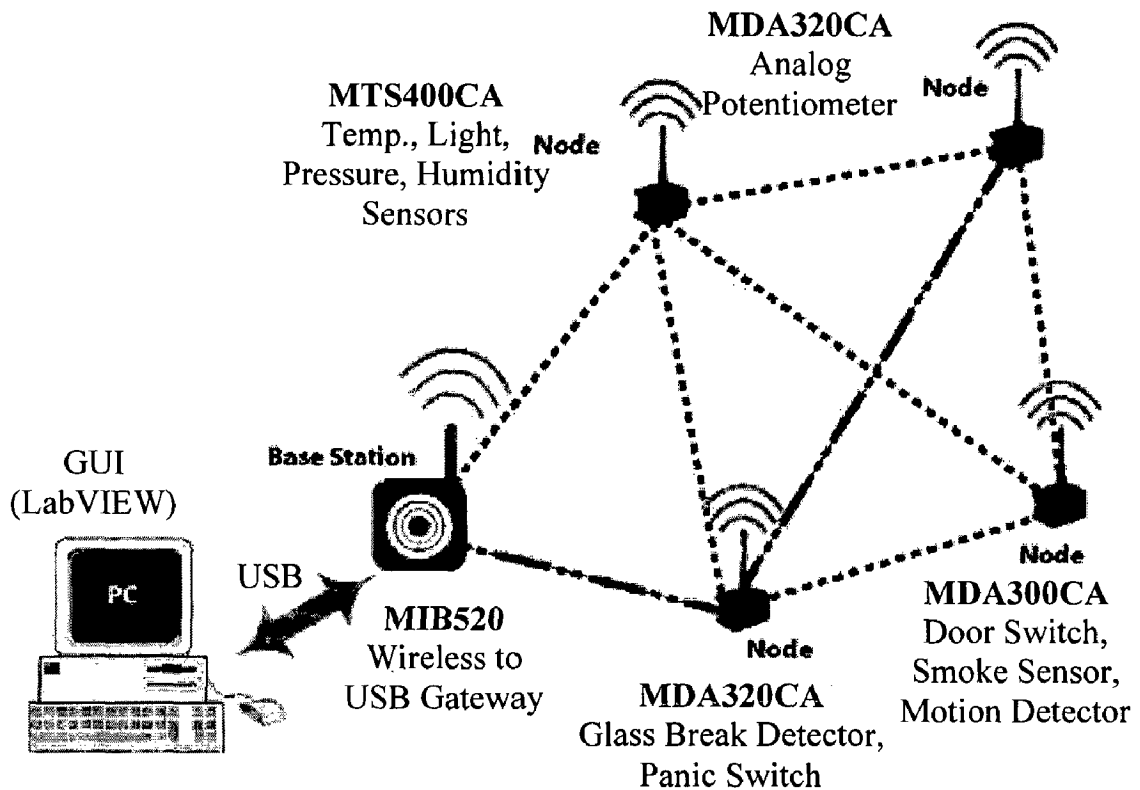 MDA320CA
Analog
Potentiometer
Node
MTS400CA
Temp., Light,
Pressure, Humidity
Sensors
Node
Base Station
GUI
(LabVIEW)
PC
USB
MIB520
Wireless to
USB Gateway
Node
MDA320CA
Glass Break Detector,
Panic Switch
Node
MDA300CA
Door Switch,
Smoke Sensor,
Motion Detector